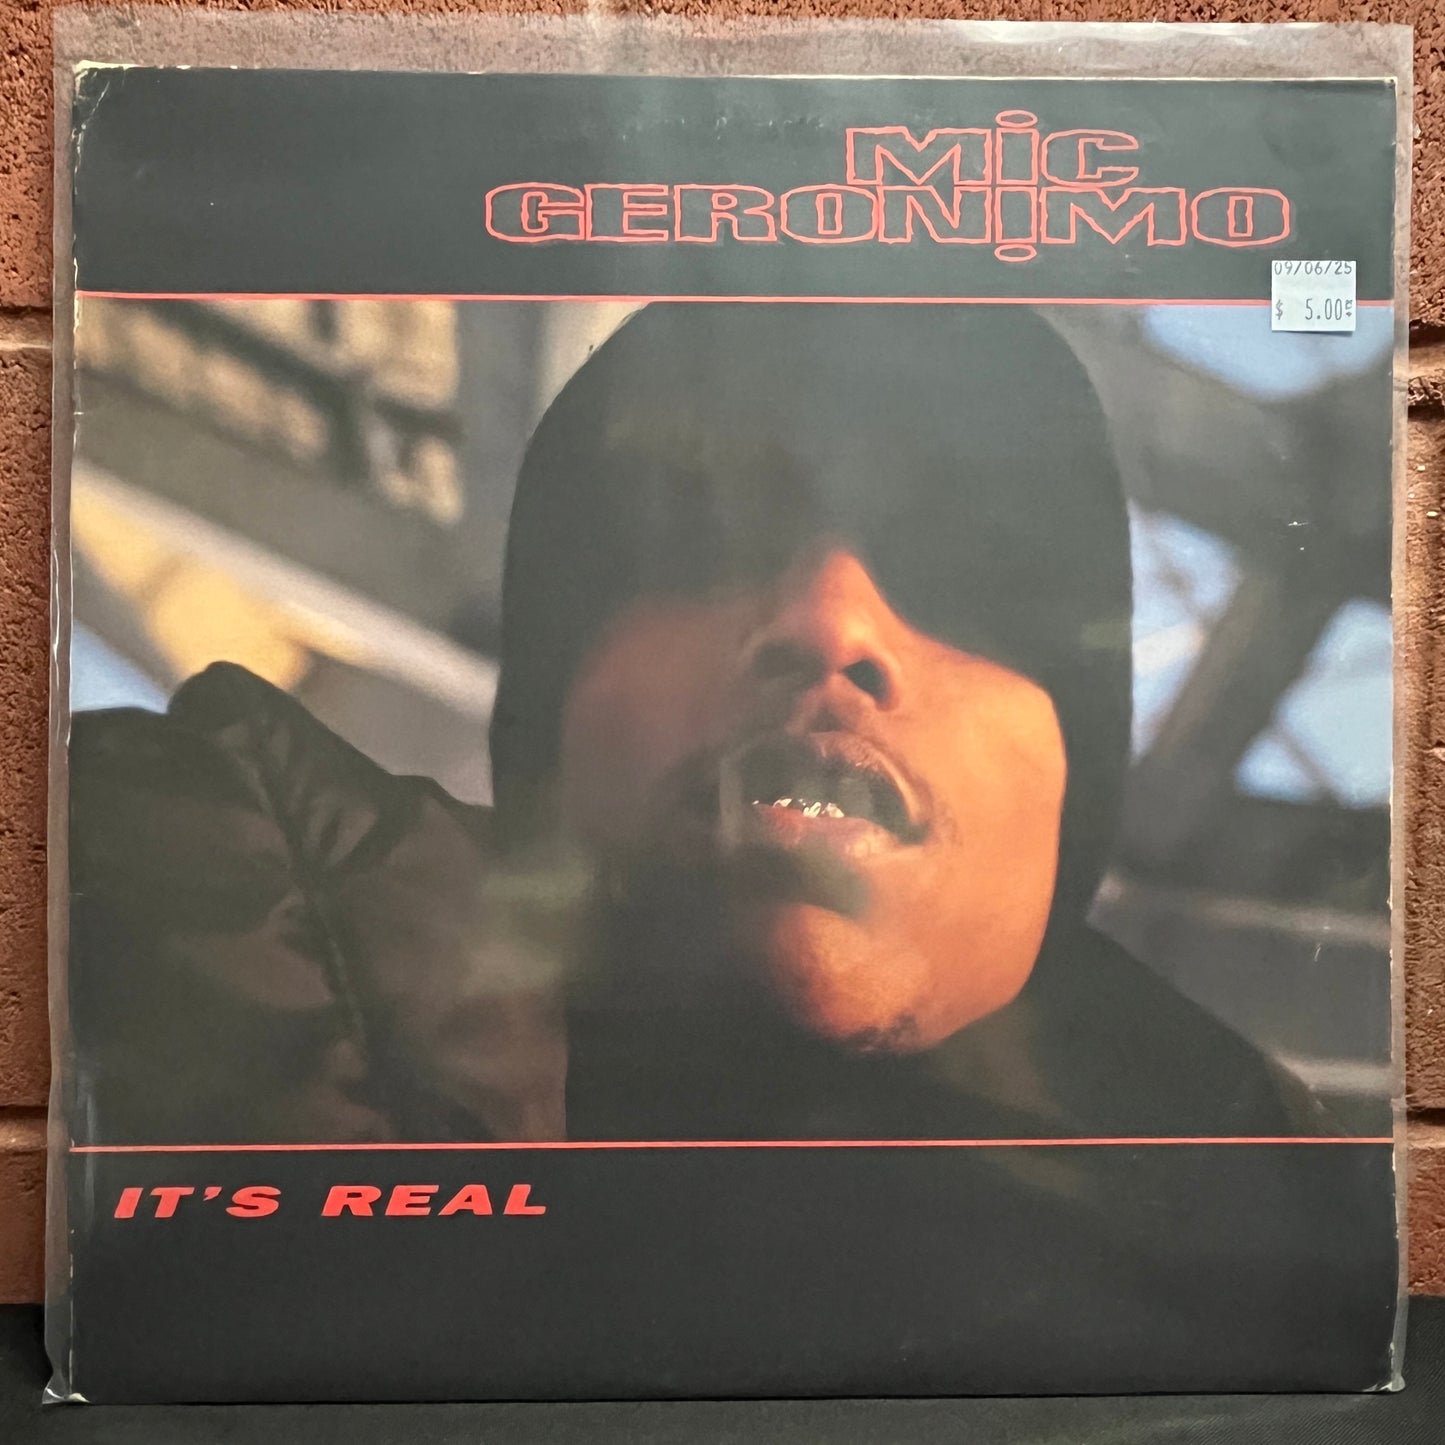 MiC
GERONiMO
09/06/25
$ 5.00
IT'S REAL